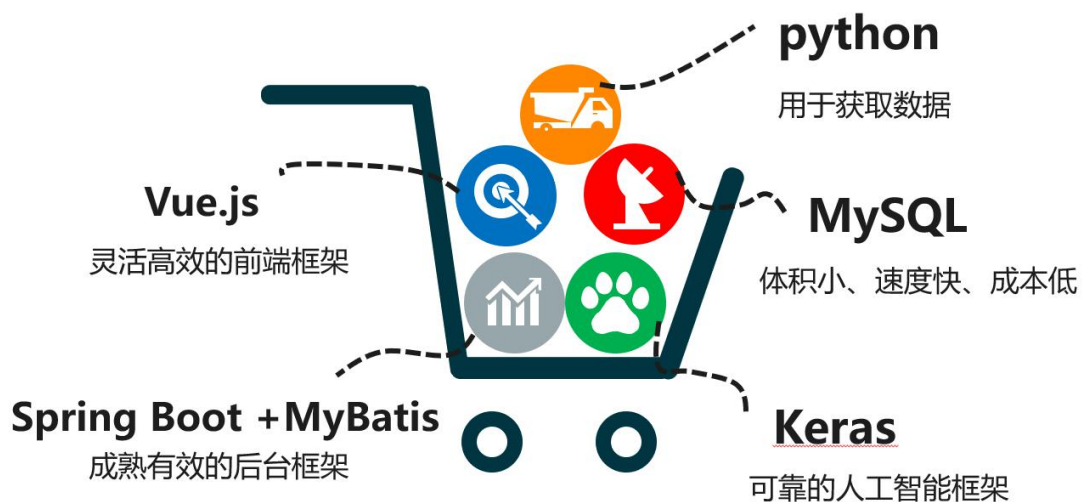 python
用于获取数据
Vue.js
灵活高效的前端框架
MySQL
体积小、速度快、成本低
Spring Boot +MyBatis
成熟有效的后台框架
Keras
可靠的人工智能框架